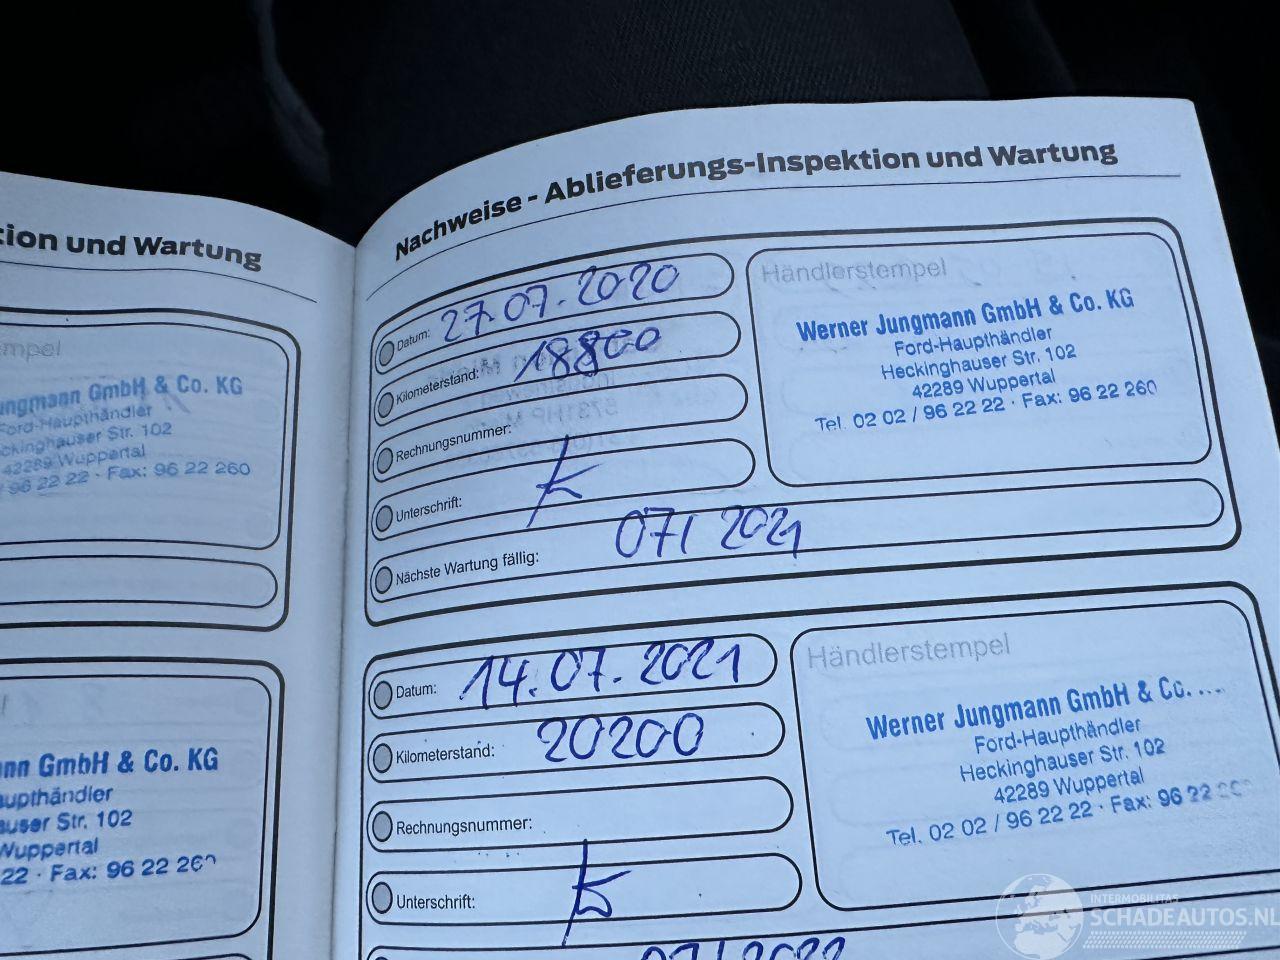 tion und Wartung
mpel
ungmann GmbH & Co. KG
Ford-Haupthändler
ckinghauser Str. 102
42289 Wuppertal
/ 96 22 22 · Fax: 96 22 260
nn GmbH & Co. KG
aupthändler
auser Str. 102
Wuppertal
22 · Fax: 96 22 260
Nachweise - Ablieferungs-Inspektion und Wartung
Datum: 27.07.2020
Kilometerstand: 18800
Rechnungsnummer:
Unterschrift:
Nächste Wartung fällig: 07/2021
Händlerstempel
Werner Jungmann GmbH & Co. KG
Ford-Haupthändler
Heckinghauser Str. 102
42289 Wuppertal
Tel. 02 02 / 96 22 22 · Fax: 96 22 260
Datum: 14.07.2021
Kilometerstand: 20200
Rechnungsnummer:
Unterschrift:
07/2022
Händlerstempel
Werner Jungmann GmbH & Co.
Ford-Haupthändler
Heckinghauser Str. 102
42289 Wuppertal
Tel. 02 02 / 96 22 22 · Fax: 96 22
INTERMOBILITAS
SCHADEAUTOS.NL